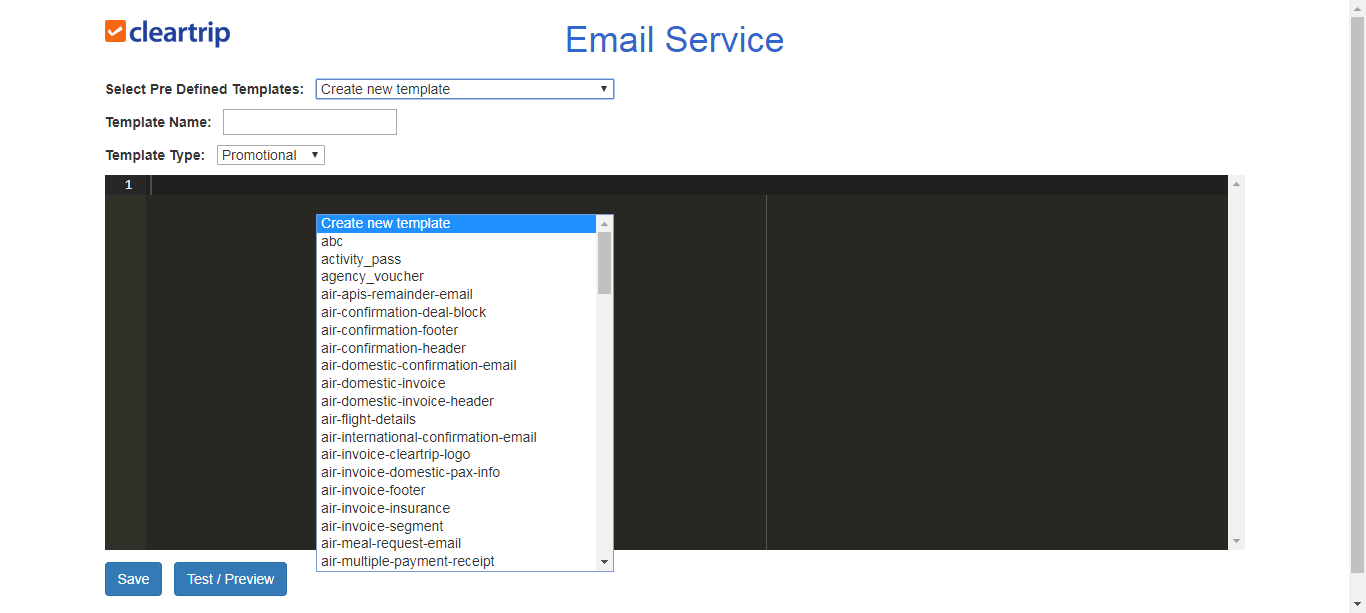 cleartrip
Email Service
Select Pre Defined Templates: Create new template
Template Name:
Template Type: Promotional
1
Create new template
abc
activity_pass
agency_voucher
air-apis-remainder-email
air-confirmation-deal-block
air-confirmation-footer
air-confirmation-header
air-domestic-confirmation-email
air-domestic-invoice
air-domestic-invoice-header
air-flight-details
air-international-confirmation-email
air-invoice-cleartrip-logo
air-invoice-domestic-pax-info
air-invoice-footer
air-invoice-insurance
air-invoice-segment
air-meal-request-email
air-multiple-payment-receipt
Save Test / Preview